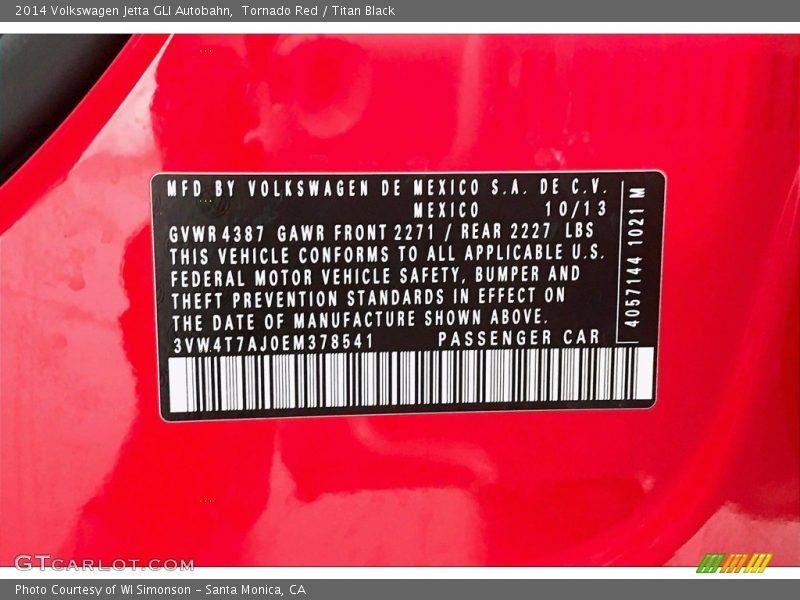 2014 Volkswagen Jetta GLI Autobahn, Tornado Red / Titan Black
MFD BY VOLKSWAGEN DE MEXICO S.A. DE C.V.
MEXICO 10/13
GVWR 4387 GAWR FRONT 2271 / REAR 2227 LBS
THIS VEHICLE CONFORMS TO ALL APPLICABLE U.S.
FEDERAL MOTOR VEHICLE SAFETY, BUMPER AND
THEFT PREVENTION STANDARDS IN EFFECT ON
THE DATE OF MANUFACTURE SHOWN ABOVE.
3VW4T7AJ0EM378541 PASSENGER CAR
4057144 1021 M
GTCARLOT.COM
Photo Courtesy of WI Simonson - Santa Monica, CA